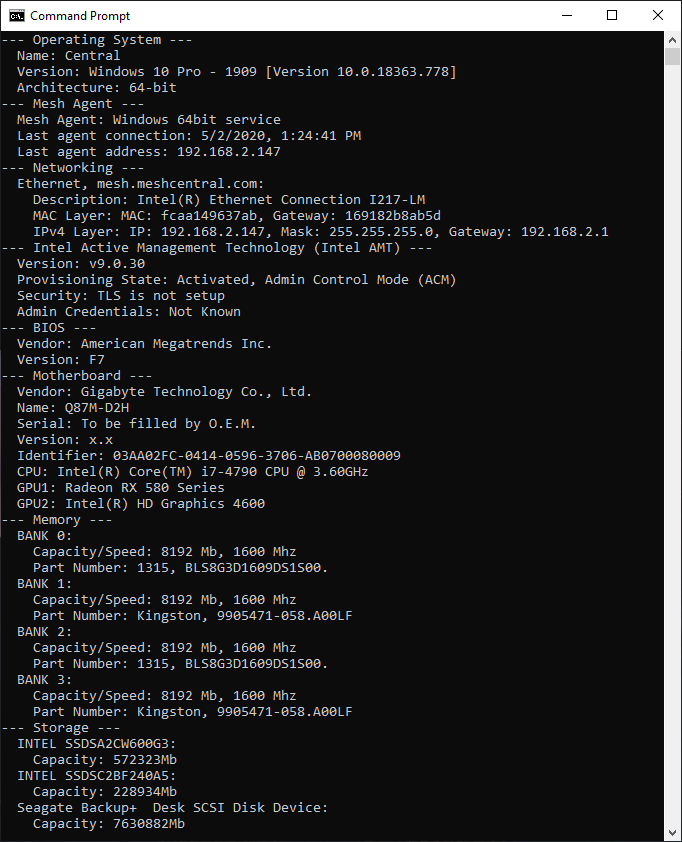 Command Prompt
--- Operating System ---
  Name: Central
  Version: Windows 10 Pro - 1909 [Version 10.0.18363.778]
  Architecture: 64-bit
--- Mesh Agent ---
  Mesh Agent: Windows 64bit service
  Last agent connection: 5/2/2020, 1:24:41 PM
  Last agent address: 192.168.2.147
--- Networking ---
  Ethernet, mesh.meshcentral.com:
    Description: Intel(R) Ethernet Connection I217-LM
    MAC Layer: MAC: fcaa149637ab, Gateway: 169182b8ab5d
    IPv4 Layer: IP: 192.168.2.147, Mask: 255.255.255.0, Gateway: 192.168.2.1
--- Intel Active Management Technology (Intel AMT) ---
  Version: v9.0.30
  Provisioning State: Activated, Admin Control Mode (ACM)
  Security: TLS is not setup
  Admin Credentials: Not Known
--- BIOS ---
  Vendor: American Megatrends Inc.
  Version: F7
--- Motherboard ---
  Vendor: Gigabyte Technology Co., Ltd.
  Name: Q87M-D2H
  Serial: To be filled by O.E.M.
  Version: x.x
  Identifier: 03AA02FC-0414-0596-3706-AB0700080009
  CPU: Intel(R) Core(TM) i7-4790 CPU @ 3.60GHz
  GPU1: Radeon RX 580 Series
  GPU2: Intel(R) HD Graphics 4600
--- Memory ---
  BANK 0:
    Capacity/Speed: 8192 Mb, 1600 Mhz
    Part Number: 1315, BLS8G3D1609DS1S00.
  BANK 1:
    Capacity/Speed: 8192 Mb, 1600 Mhz
    Part Number: Kingston, 9905471-058.A00LF
  BANK 2:
    Capacity/Speed: 8192 Mb, 1600 Mhz
    Part Number: 1315, BLS8G3D1609DS1S00.
  BANK 3:
    Capacity/Speed: 8192 Mb, 1600 Mhz
    Part Number: Kingston, 9905471-058.A00LF
--- Storage ---
  INTEL SSDSA2CW600G3:
    Capacity: 572323Mb
  INTEL SSDSC2BF240A5:
    Capacity: 228934Mb
  Seagate Backup+  Desk SCSI Disk Device:
    Capacity: 7630882Mb